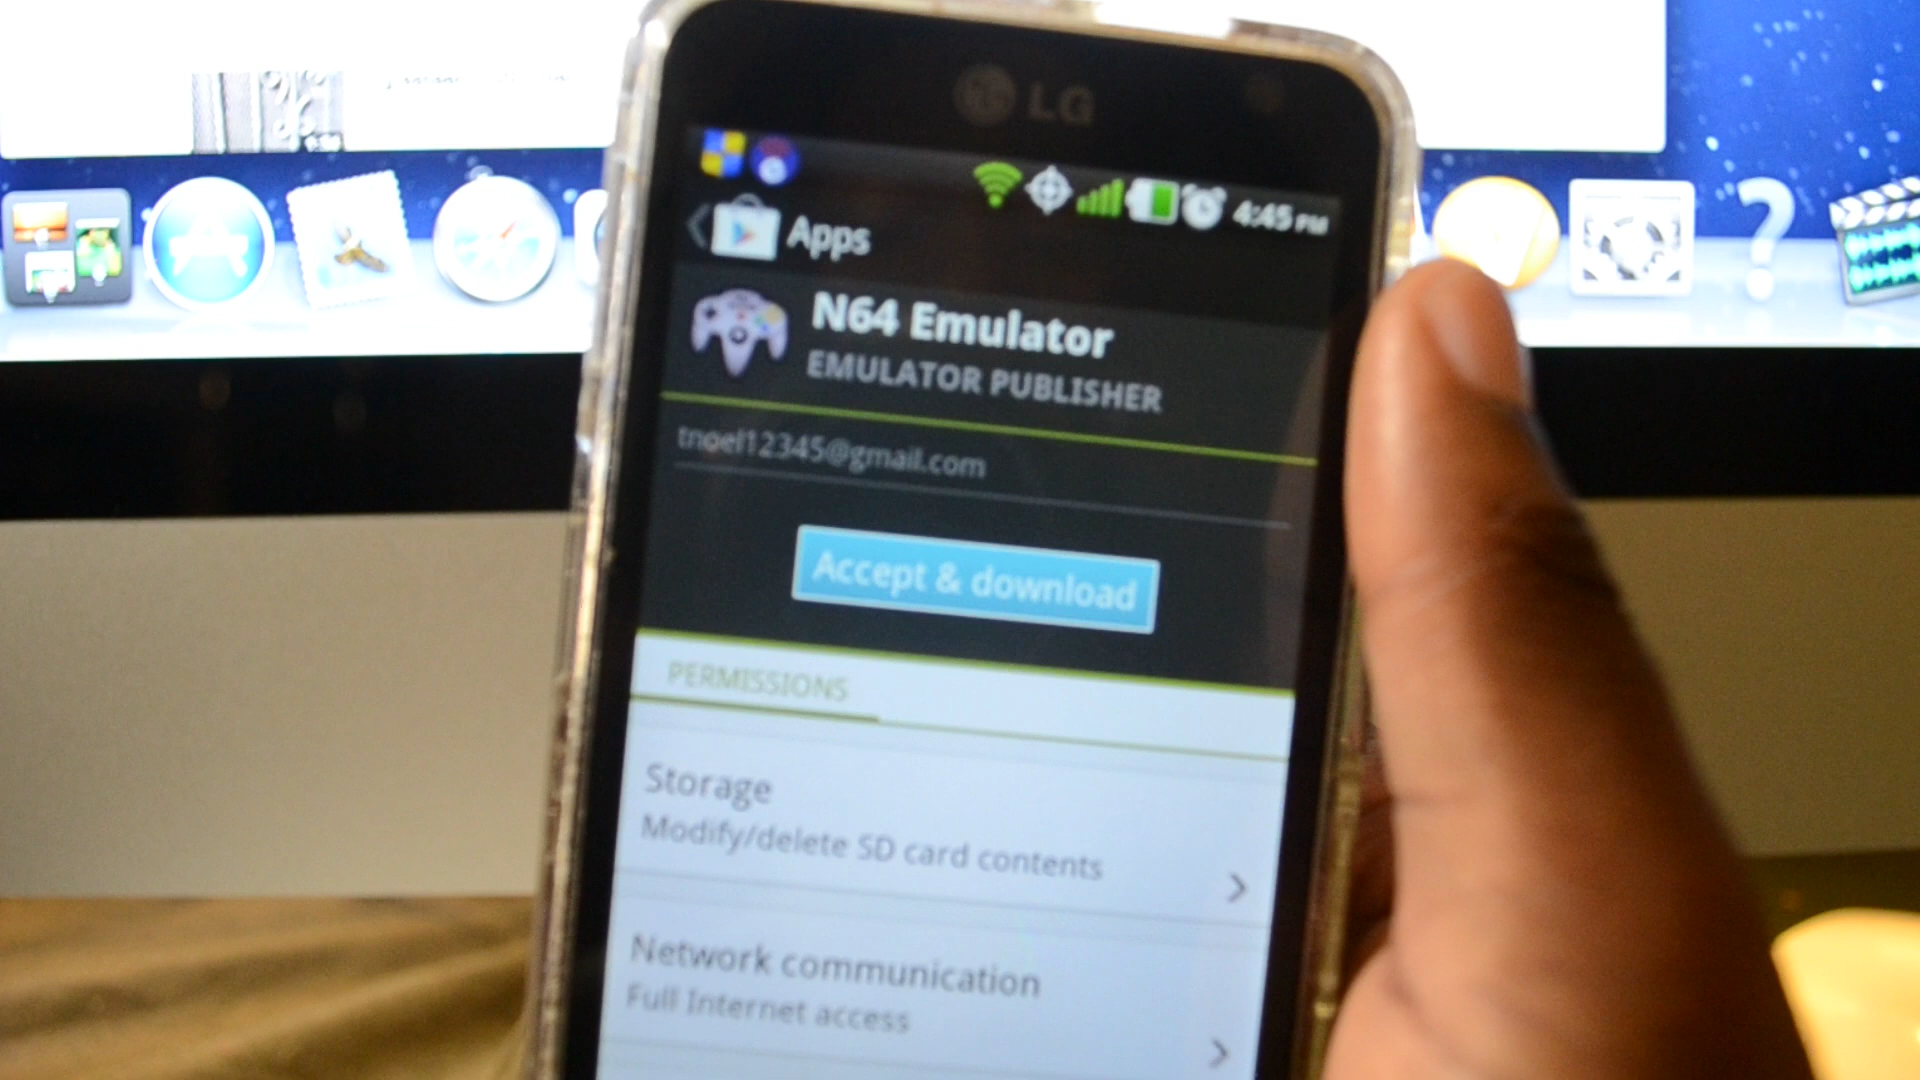 LG
4:45 PM
Apps
N64 Emulator
EMULATOR PUBLISHER
tnoel12345@gmail.com
Accept & download
PERMISSIONS
Storage
Modify/delete SD card contents
Network communication
Full Internet access
?